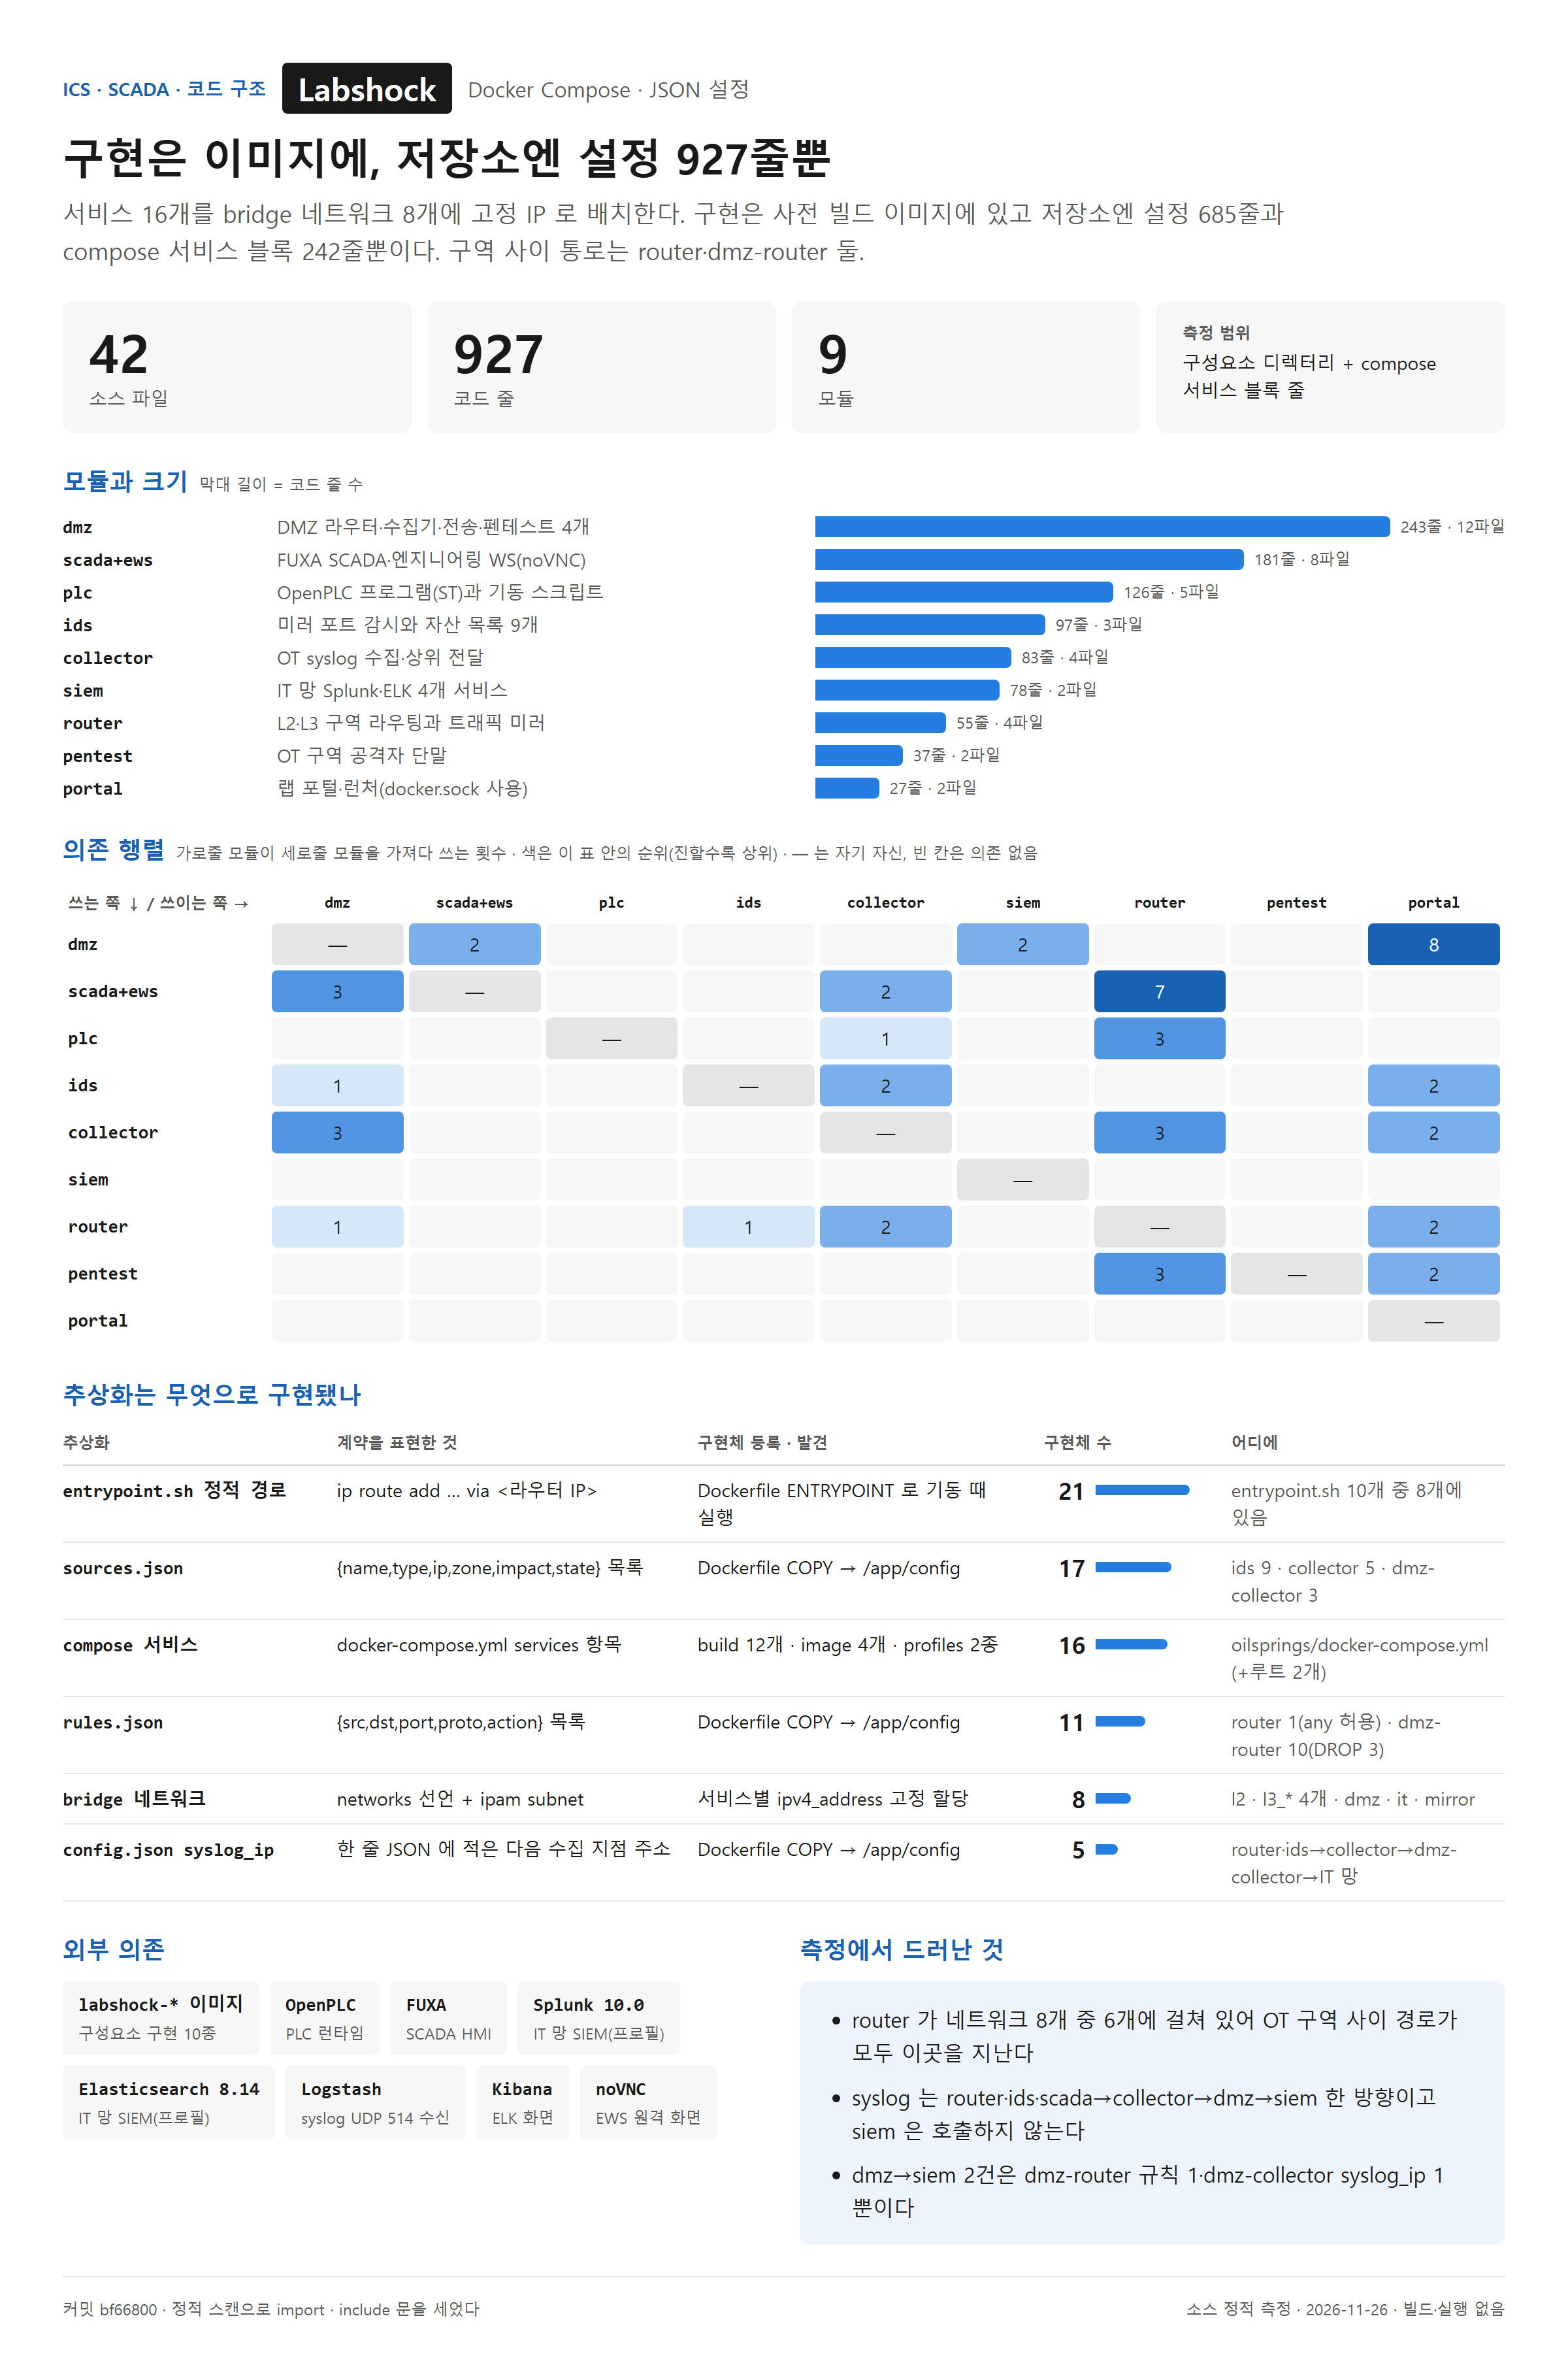 ICS · SCADA · 코드 구조 Labshock Docker Compose · JSON 설정
구현은 이미지에, 저장소엔 설정 927줄뿐
서비스 16개를 bridge 네트워크 8개에 고정 IP 로 배치한다. 구현은 사전 빌드 이미지에 있고 저장소엔 설정 685줄과
compose 서비스 블록 242줄뿐이다. 구역 사이 통로는 router·dmz-router 둘.
42
소스 파일
927
코드 줄
9
모듈
측정 범위
구성요소 디렉터리 + compose
서비스 블록 줄
모듈과 크기 막대 길이 = 코드 줄 수
dmz DMZ 라우터·수집기·전송·펜테스트 4개 243줄 · 12파일
scada+ews FUXA SCADA·엔지니어링 WS(noVNC) 181줄 · 8파일
plc OpenPLC 프로그램(ST)과 기동 스크립트 126줄 · 5파일
ids 미러 포트 감시와 자산 목록 9개 97줄 · 3파일
collector OT syslog 수집·상위 전달 83줄 · 4파일
siem IT 망 Splunk·ELK 4개 서비스 78줄 · 2파일
router L2·L3 구역 라우팅과 트래픽 미러 55줄 · 4파일
pentest OT 구역 공격자 단말 37줄 · 2파일
portal 랩 포털·런처(docker.sock 사용) 27줄 · 2파일
의존 행렬 가로줄 모듈이 세로줄 모듈을 가져다 쓰는 횟수 · 색은 이 표 안의 순위(진할수록 상위) · — 는 자기 자신, 빈 칸은 의존 없음
쓰는 쪽 ↓ / 쓰이는 쪽 → dmz scada+ews plc ids collector siem router pentest portal
dmz — 2 2 8
scada+ews 3 — 2 7
plc — 1 3
ids 1 — 2 2
collector 3 — 3 2
siem —
router 1 1 2 — 2
pentest 3 — 2
portal —
추상화는 무엇으로 구현됐나
추상화 계약을 표현한 것 구현체 등록 · 발견 구현체 수 어디에
entrypoint.sh 정적 경로 ip route add … via <라우터 IP> Dockerfile ENTRYPOINT 로 기동 때 실행 21 entrypoint.sh 10개 중 8개에 있음
sources.json {name,type,ip,zone,impact,state} 목록 Dockerfile COPY → /app/config 17 ids 9 · collector 5 · dmz-collector 3
compose 서비스 docker-compose.yml services 항목 build 12개 · image 4개 · profiles 2종 16 oilsprings/docker-compose.yml (+루트 2개)
rules.json {src,dst,port,proto,action} 목록 Dockerfile COPY → /app/config 11 router 1(any 허용) · dmz-router 10(DROP 3)
bridge 네트워크 networks 선언 + ipam subnet 서비스별 ipv4_address 고정 할당 8 l2 · l3_* 4개 · dmz · it · mirror
config.json syslog_ip 한 줄 JSON 에 적은 다음 수집 지점 주소 Dockerfile COPY → /app/config 5 router·ids→collector→dmz-collector→IT 망
외부 의존
labshock-* 이미지
구성요소 구현 10종
OpenPLC
PLC 런타임
FUXA
SCADA HMI
Splunk 10.0
IT 망 SIEM(프로필)
Elasticsearch 8.14
IT 망 SIEM(프로필)
Logstash
syslog UDP 514 수신
Kibana
ELK 화면
noVNC
EWS 원격 화면
측정에서 드러난 것
• router 가 네트워크 8개 중 6개에 걸쳐 있어 OT 구역 사이 경로가
모두 이곳을 지난다
• syslog 는 router·ids·scada→collector→dmz→siem 한 방향이고
siem 은 호출하지 않는다
• dmz→siem 2건은 dmz-router 규칙 1·dmz-collector syslog_ip 1
뿐이다
커밋 bf66800 · 정적 스캔으로 import · include 문을 세었다
소스 정적 측정 · 2026-11-26 · 빌드·실행 없음